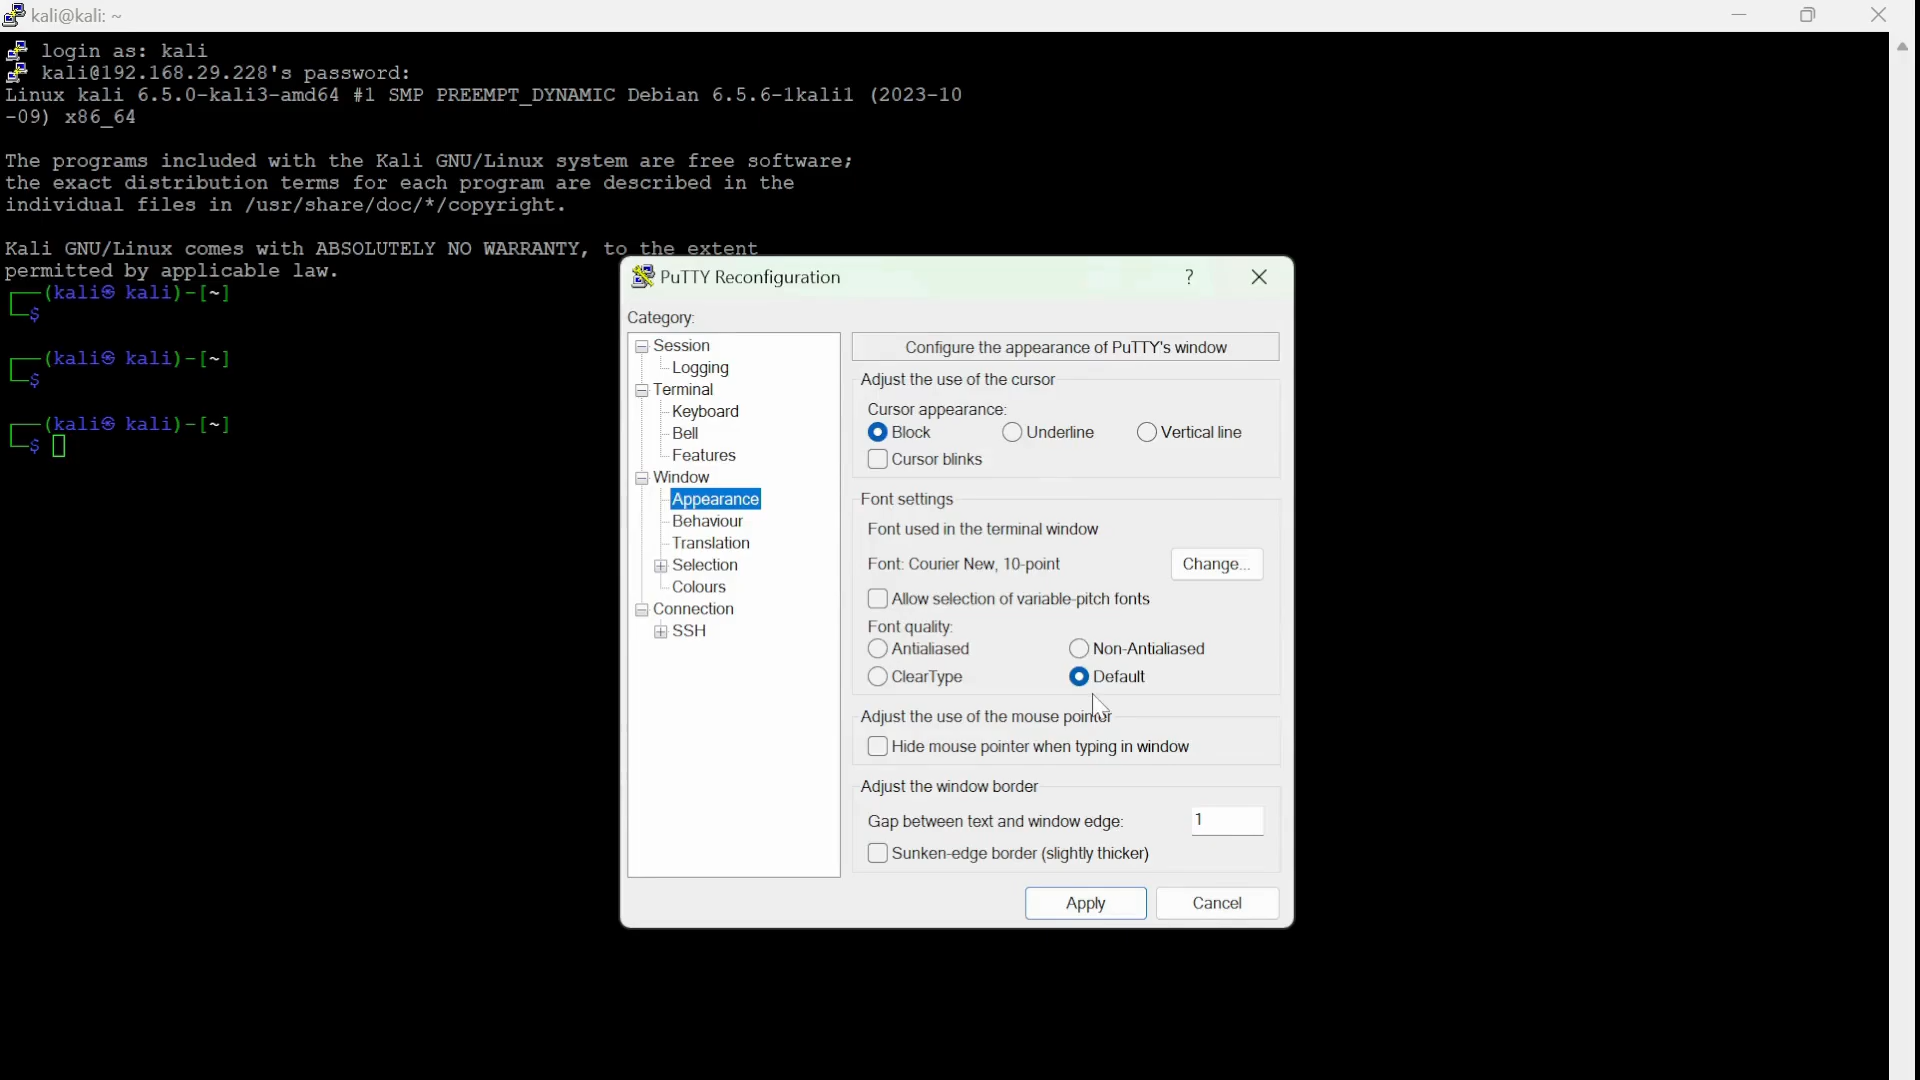 kali@kali: ~
login as: kali
kali@192.168.29.228's password:
Linux kali 6.5.0-kali3-amd64 #1 SMP PREEMPT_DYNAMIC Debian 6.5.6-1kali1 (2023-10
-09) x86_64
The programs included with the Kali GNU/Linux system are free software;
the exact distribution terms for each program are described in the
individual files in /usr/share/doc/*/copyright.
Kali GNU/Linux comes with ABSOLUTELY NO WARRANTY, to the extent
permitted by applicable law.
┌──(kali㉿ kali)-[~]
└─$
┌──(kali㉿ kali)-[~]
└─$
┌──(kali㉿ kali)-[~]
└─$
PuTTY Reconfiguration
?
Category:
Session
Logging
Terminal
Keyboard
Bell
Features
Window
Appearance
Behaviour
Translation
Selection
Colours
Connection
SSH
Configure the appearance of PuTTY's window
Adjust the use of the cursor
Cursor appearance:
Block Underline Vertical line
Cursor blinks
Font settings
Font used in the terminal window
Font: Courier New, 10-point Change...
Allow selection of variable-pitch fonts
Font quality:
Antialiased Non-Antialiased
ClearType Default
Adjust the use of the mouse pointer
Hide mouse pointer when typing in window
Adjust the window border
Gap between text and window edge: 1
Sunken-edge border (slightly thicker)
Apply Cancel